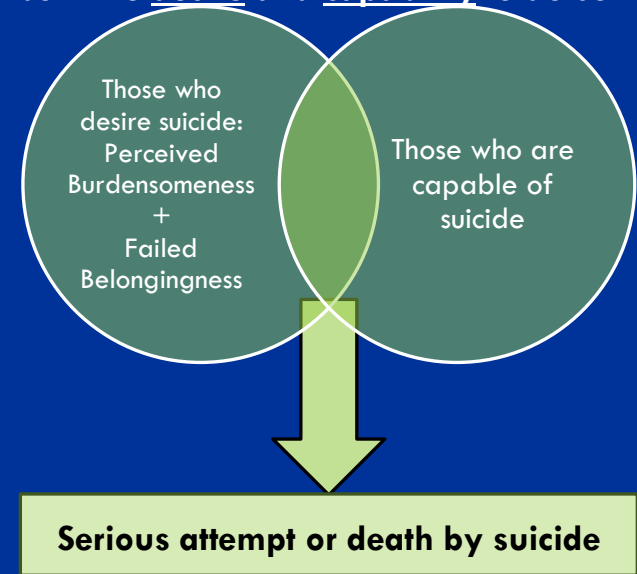 Those who
desire suicide:
Perceived
Burdensomeness
+
Failed
Belongingness
Those who are
capable of
suicide
Serious attempt or death by suicide